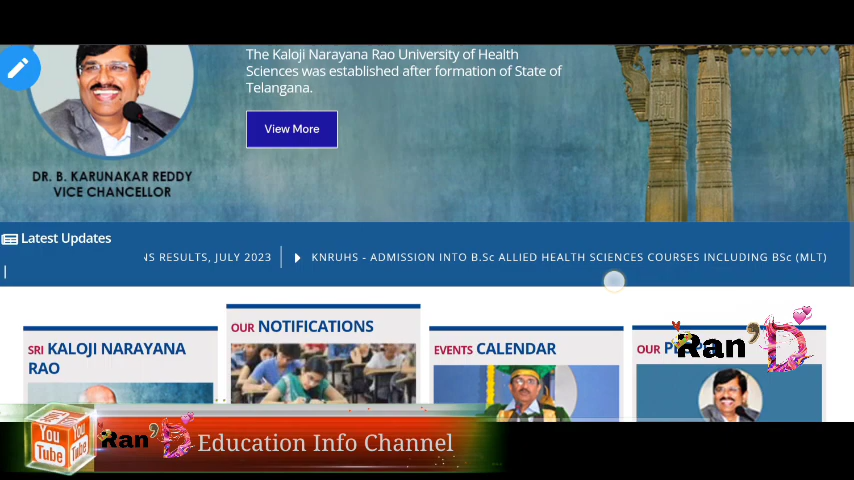 The Kaloji Narayana Rao University of Health
Sciences was established after formation of State of
Telangana.
View More
DR. B. KARUNAKAR REDDY
VICE CHANCELLOR
Latest Updates
NS RESULTS, JULY 2023
KNRUHS - ADMISSION INTO B.Sc ALLIED HEALTH SCIENCES COURSES INCLUDING BSc (MLT)
SRI KALOJI NARAYANA
RAO
OUR NOTIFICATIONS
EVENTS CALENDAR
OUR
Ran'D
You
Tube
You
Tube
Ran'D
Education Info Channel